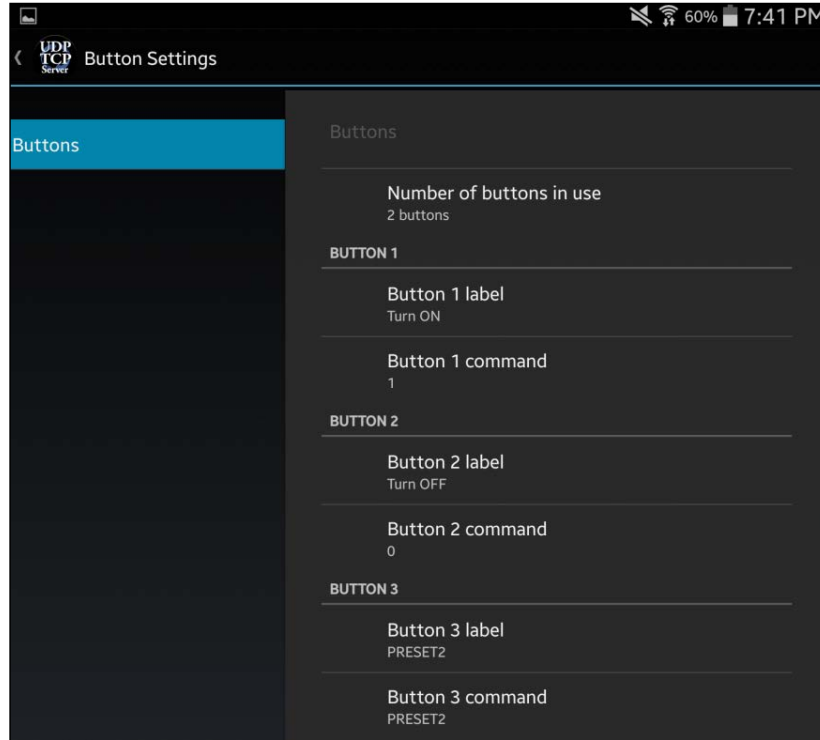 60% 7:41 PM
UDP
TCP
Server
Button Settings
Buttons
Buttons
Number of buttons in use
2 buttons
BUTTON 1
Button 1 label
Turn ON
Button 1 command
1
BUTTON 2
Button 2 label
Turn OFF
Button 2 command
0
BUTTON 3
Button 3 label
PRESET2
Button 3 command
PRESET2